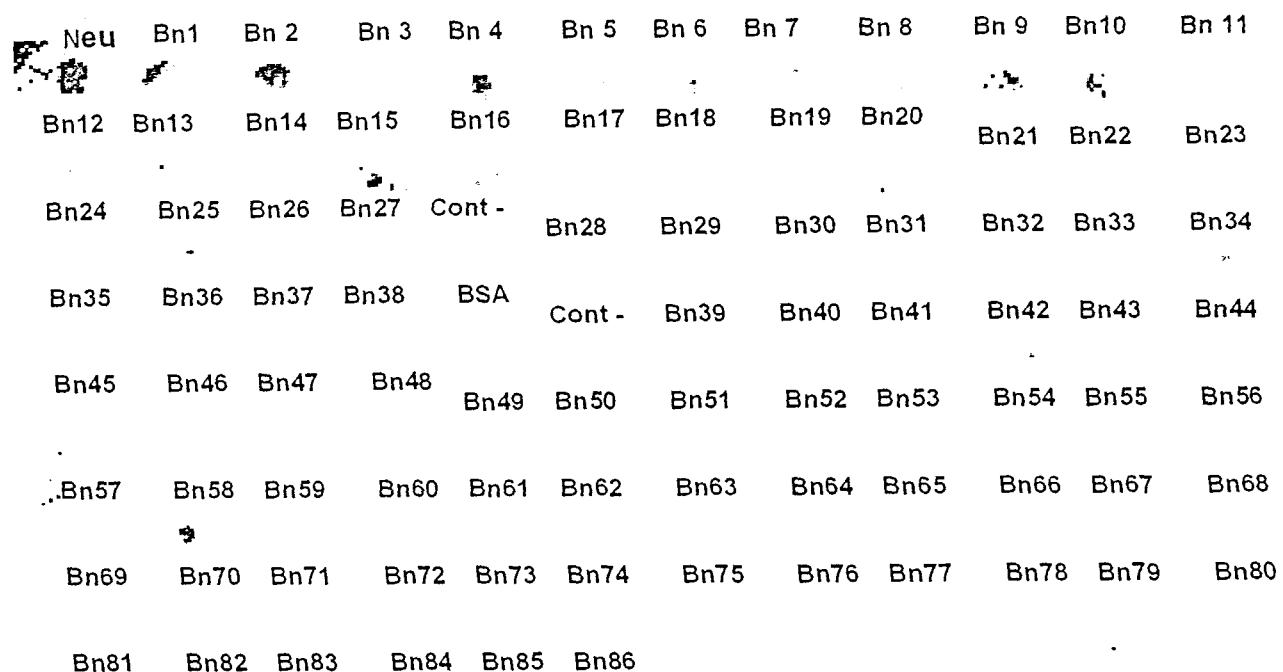 Neu Bn1 Bn 2 Bn 3 Bn 4 Bn 5 Bn 6 Bn 7 Bn 8 Bn 9 Bn10 Bn 11
Bn12 Bn13 Bn14 Bn15 Bn16 Bn17 Bn18 Bn19 Bn20 Bn21 Bn22 Bn23
Bn24 Bn25 Bn26 Bn27 Cont - Bn28 Bn29 Bn30 Bn31 Bn32 Bn33 Bn34
Bn35 Bn36 Bn37 Bn38 BSA Cont - Bn39 Bn40 Bn41 Bn42 Bn43 Bn44
Bn45 Bn46 Bn47 Bn48 Bn49 Bn50 Bn51 Bn52 Bn53 Bn54 Bn55 Bn56
Bn57 Bn58 Bn59 Bn60 Bn61 Bn62 Bn63 Bn64 Bn65 Bn66 Bn67 Bn68
Bn69 Bn70 Bn71 Bn72 Bn73 Bn74 Bn75 Bn76 Bn77 Bn78 Bn79 Bn80
Bn81 Bn82 Bn83 Bn84 Bn85 Bn86